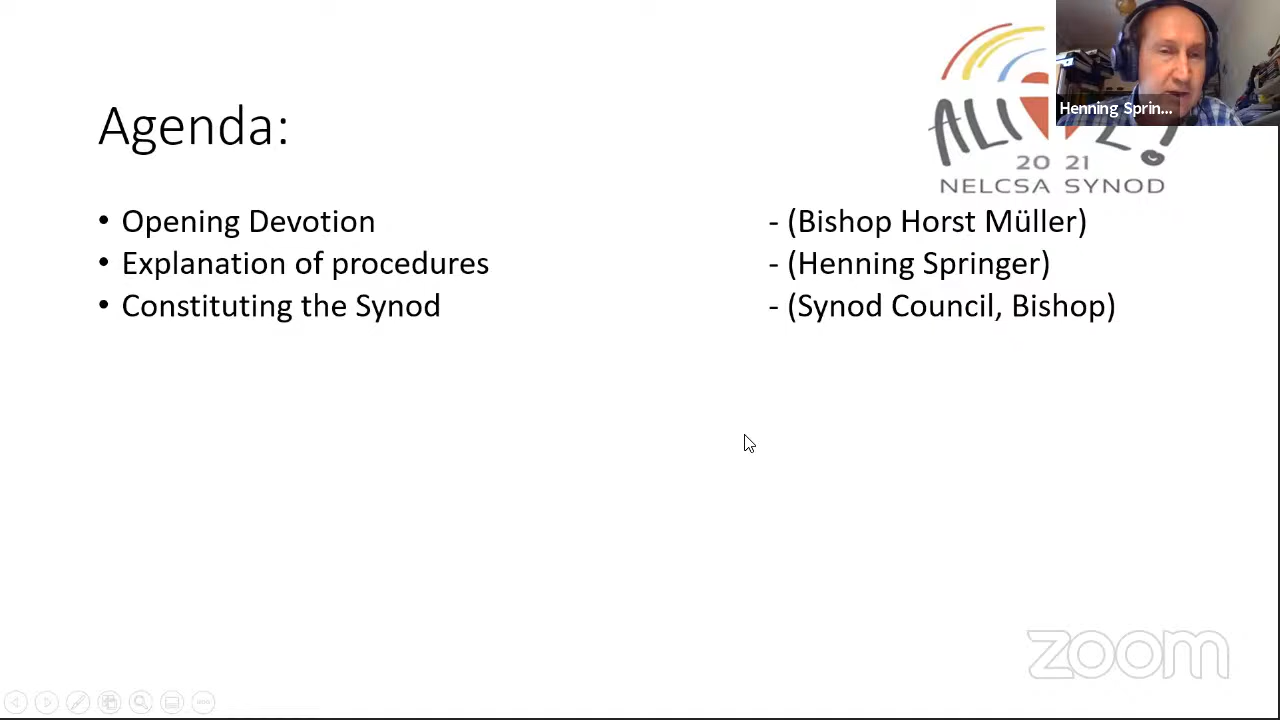 Henning Sprin...
ALIVE!
20 21
NELCSA SYNOD
Agenda:
• Opening Devotion - (Bishop Horst Müller)
• Explanation of procedures - (Henning Springer)
• Constituting the Synod - (Synod Council, Bishop)
zoom